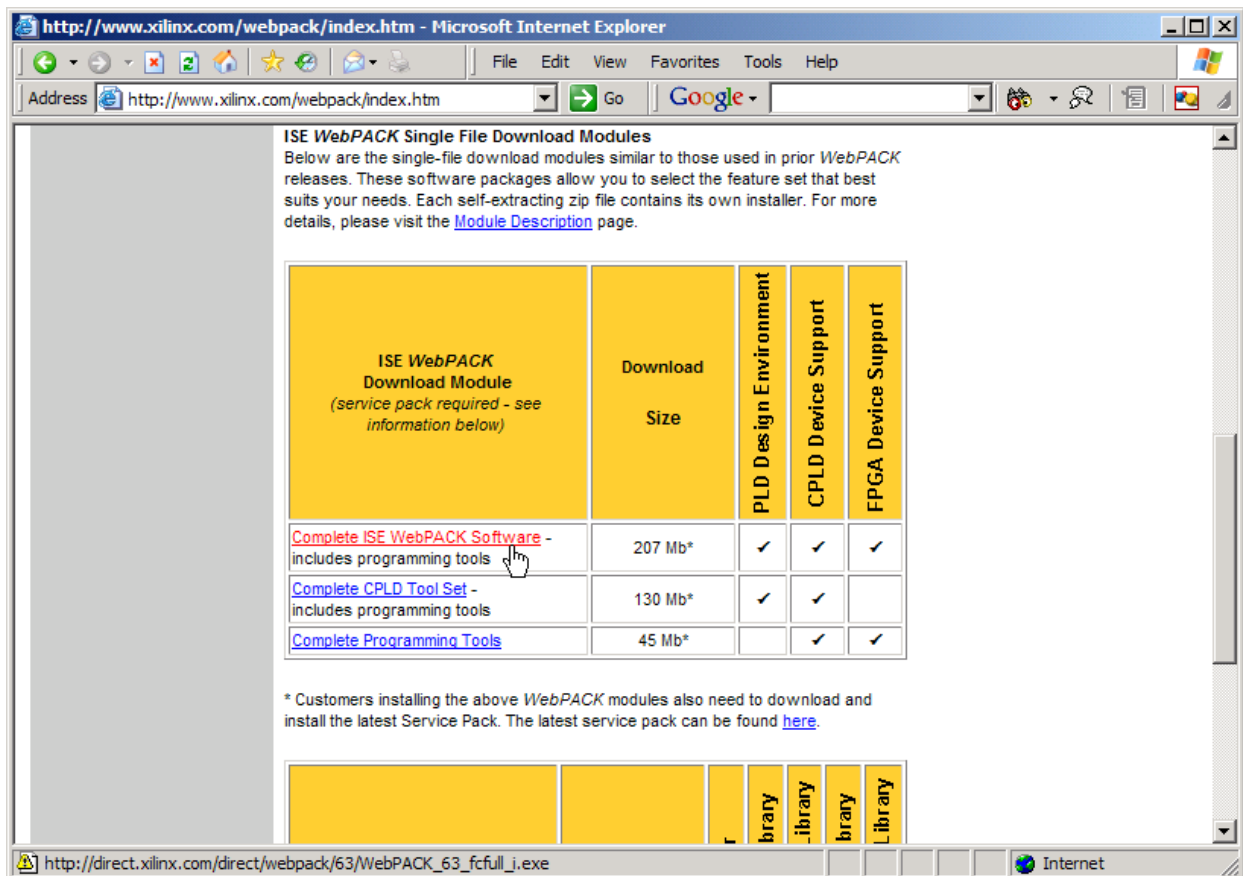 http://www.xilinx.com/webpack/index.htm - Microsoft Internet Explorer
File Edit View Favorites Tools Help
Address http://www.xilinx.com/webpack/index.htm Go Google
ISE WebPACK Single File Download Modules
Below are the single-file download modules similar to those used in prior WebPACK
releases. These software packages allow you to select the feature set that best
suits your needs. Each self-extracting zip file contains its own installer. For more
details, please visit the Module Description page.
ISE WebPACK
Download Module
(service pack required - see
information below)
Download
Size
PLD Design Environment
CPLD Device Support
FPGA Device Support
Complete ISE WebPACK Software -
includes programming tools
207 Mb* ✓ ✓ ✓
Complete CPLD Tool Set -
includes programming tools
130 Mb* ✓ ✓
Complete Programming Tools 45 Mb* ✓ ✓
* Customers installing the above WebPACK modules also need to download and
install the latest Service Pack. The latest service pack can be found here.
Library
http://direct.xilinx.com/direct/webpack/63/WebPACK_63_fcfull_i.exe Internet